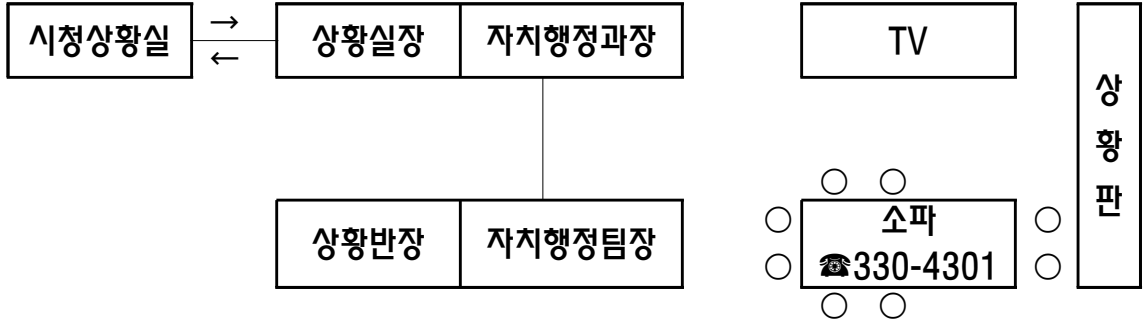 시청상황실
→
←
상황실장
자치행정과장
TV
상황판
상황반장
자치행정팀장
소파
☎330-4301